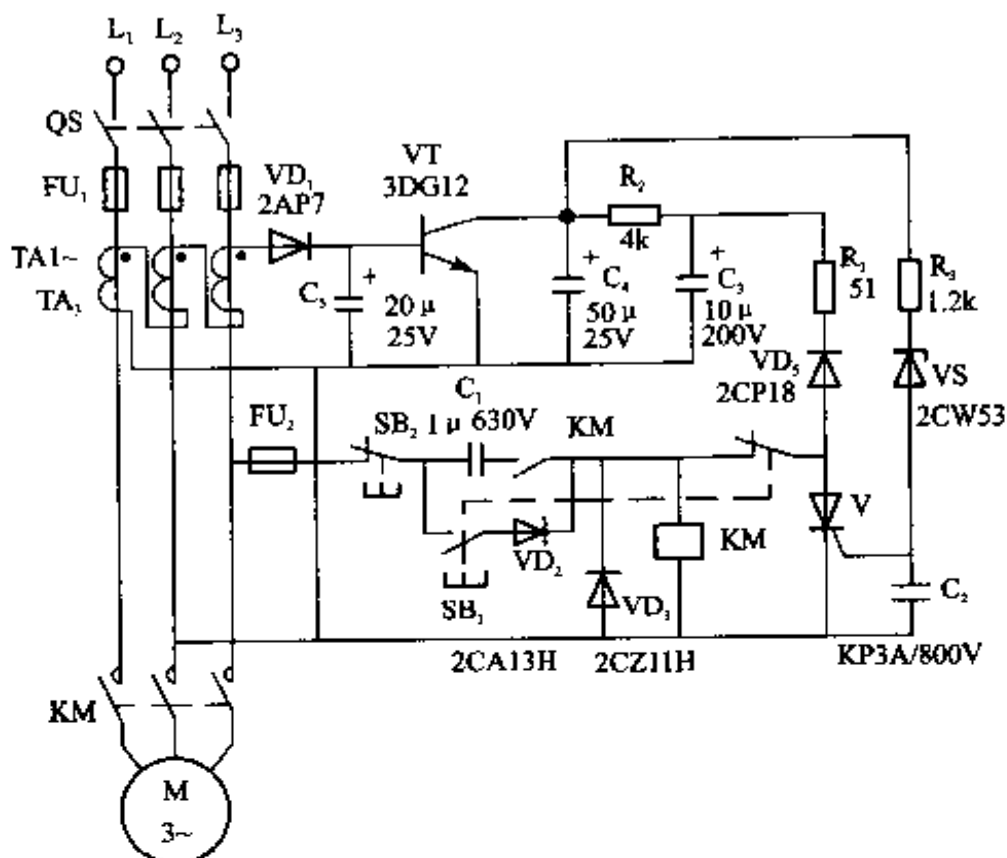 L₁ L₂ L₃
QS
FU₁
VD₁
2AP7
VT
3DG12
R₂
4k
TA1~
TA₁
C₅
+
20μ
25V
+
C₄
50μ
25V
+
C₃
10μ
200V
R₁
51
R₃
1.2k
VD₅
2CP18
VS
2CW53
FU₂
SB₂
C₁
1μ 630V
KM
V
KM
VD₂
SB₁
VD₃
C₂
2CA13H
2CZ11H
KP3A/800V
KM
M
3~